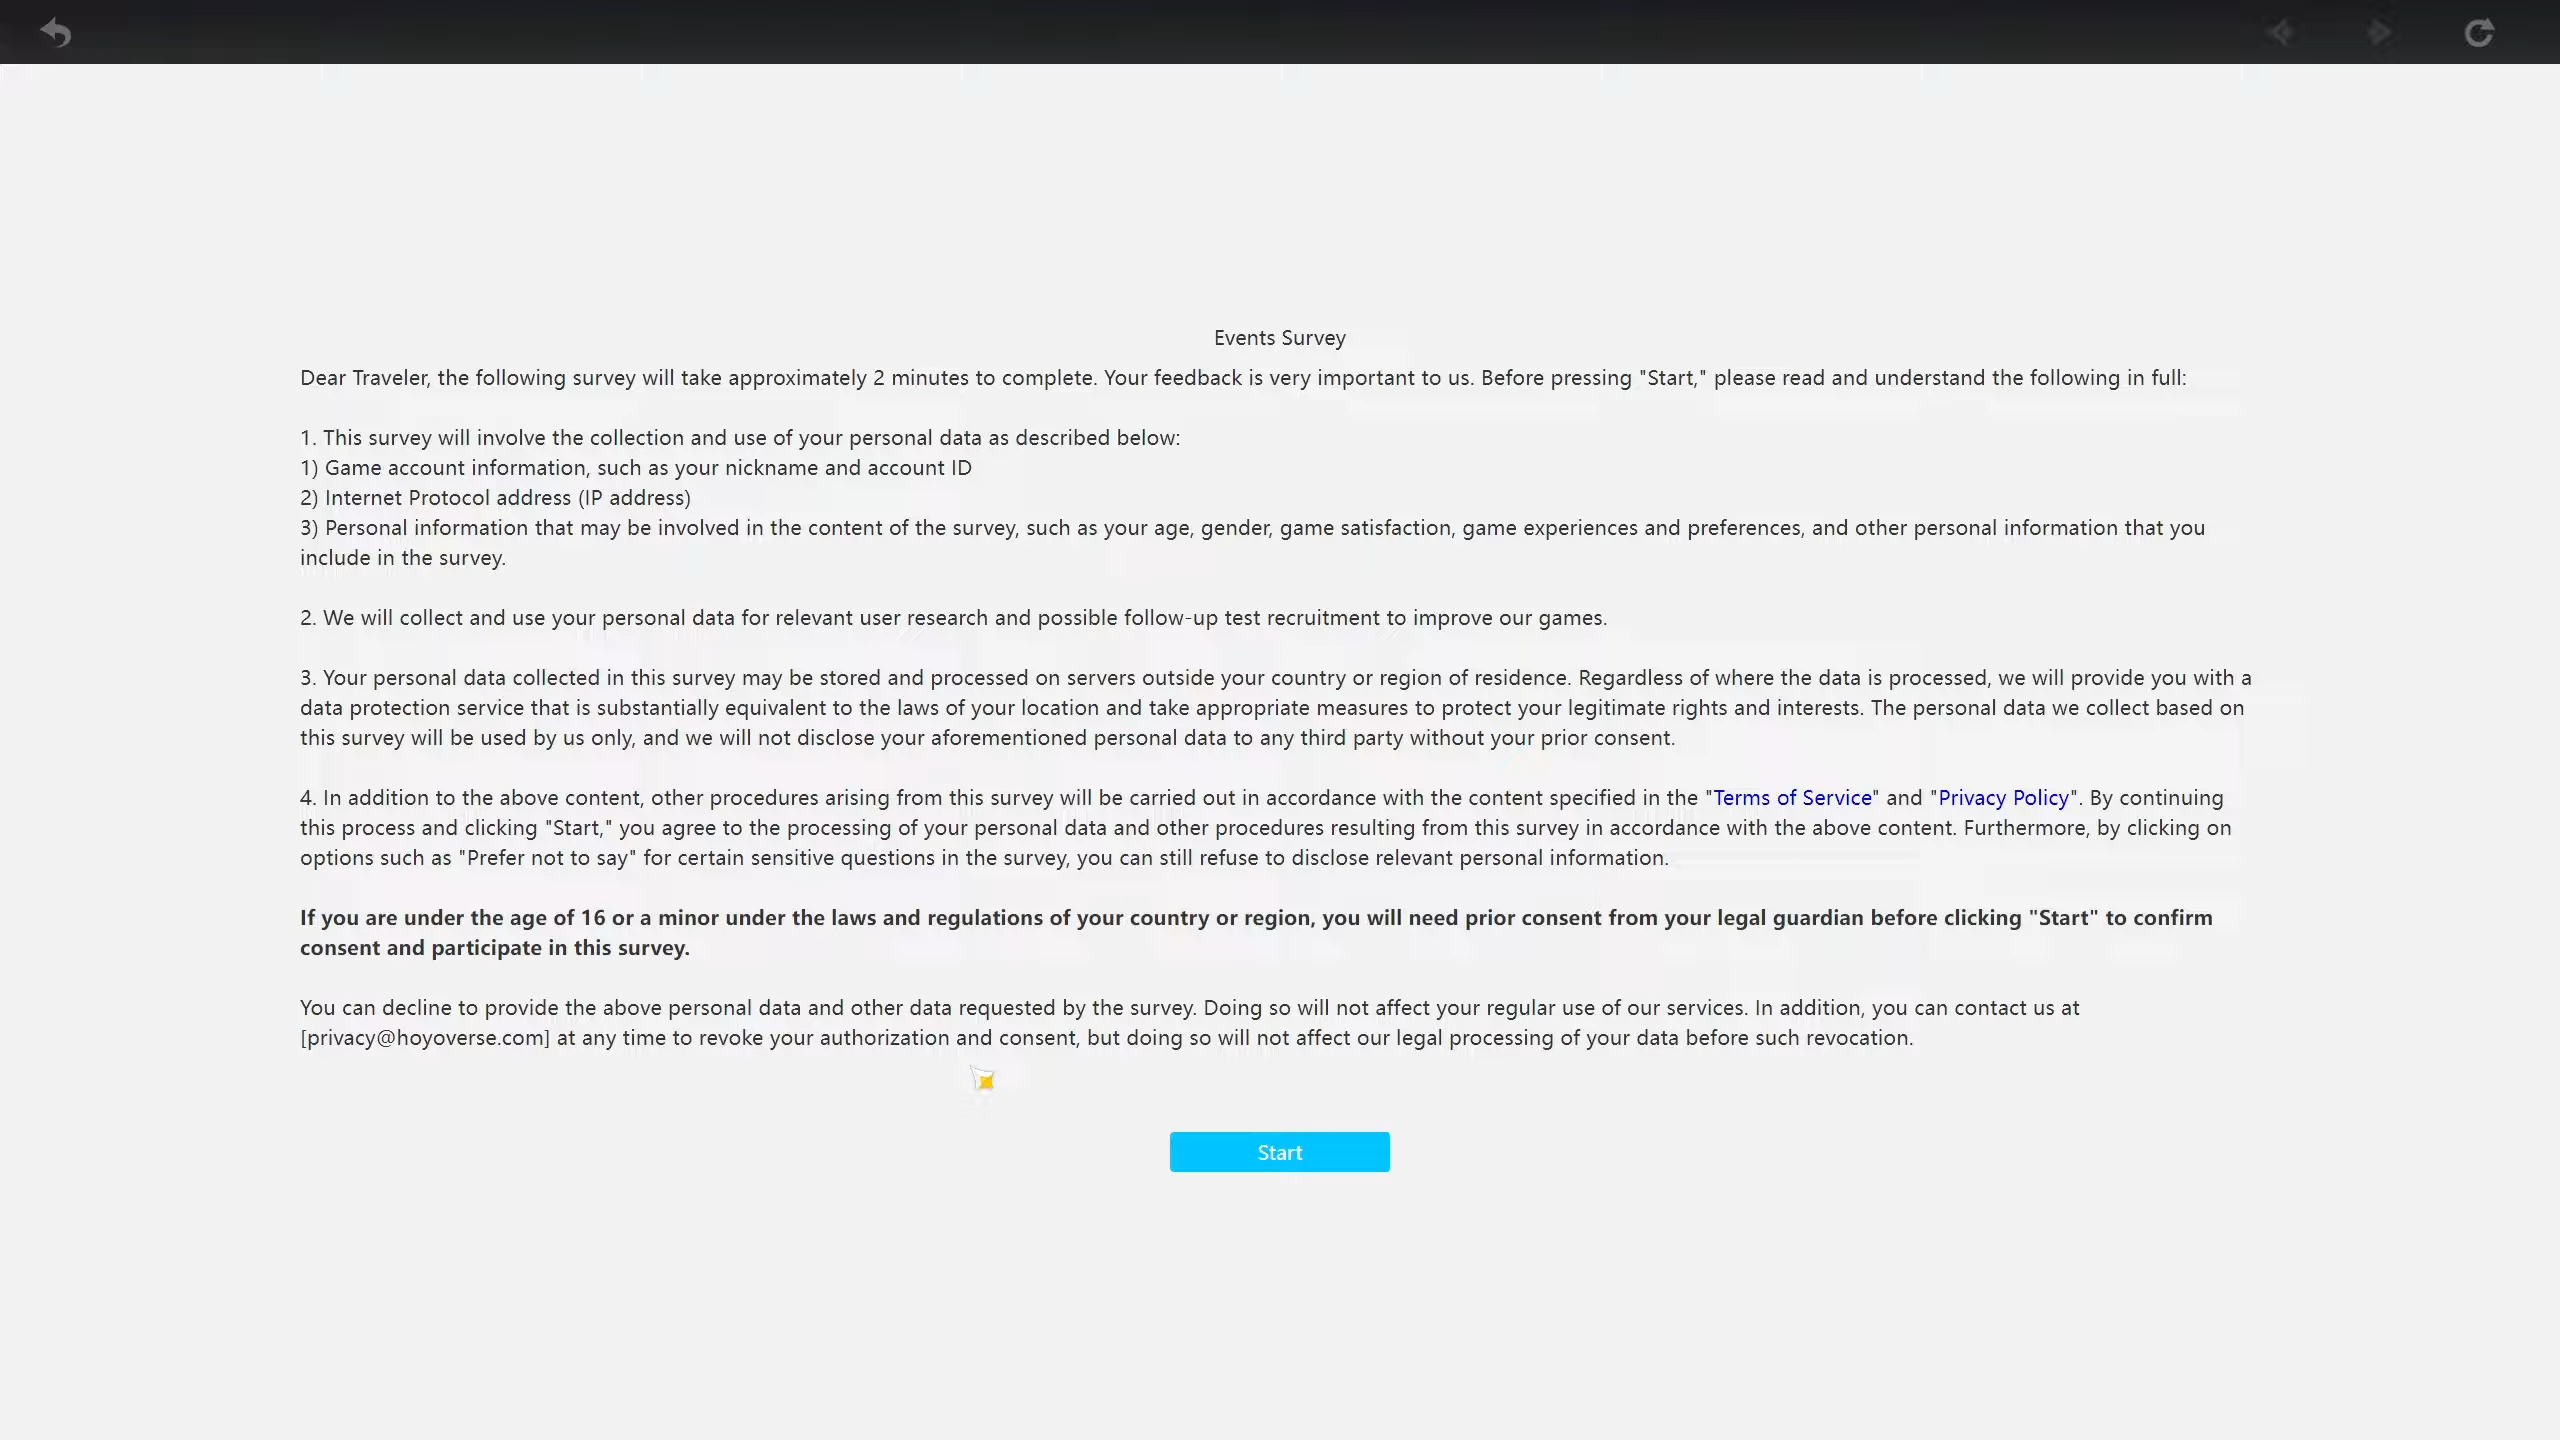 Events Survey
Dear Traveler, the following survey will take approximately 2 minutes to complete. Your feedback is very important to us. Before pressing "Start," please read and understand the following in full:
1. This survey will involve the collection and use of your personal data as described below:
1) Game account information, such as your nickname and account ID
2) Internet Protocol address (IP address)
3) Personal information that may be involved in the content of the survey, such as your age, gender, game satisfaction, game experiences and preferences, and other personal information that you
include in the survey.
2. We will collect and use your personal data for relevant user research and possible follow-up test recruitment to improve our games.
3. Your personal data collected in this survey may be stored and processed on servers outside your country or region of residence. Regardless of where the data is processed, we will provide you with a
data protection service that is substantially equivalent to the laws of your location and take appropriate measures to protect your legitimate rights and interests. The personal data we collect based on
this survey will be used by us only, and we will not disclose your aforementioned personal data to any third party without your prior consent.
4. In addition to the above content, other procedures arising from this survey will be carried out in accordance with the content specified in the "Terms of Service" and "Privacy Policy". By continuing
this process and clicking "Start," you agree to the processing of your personal data and other procedures resulting from this survey in accordance with the above content. Furthermore, by clicking on
options such as "Prefer not to say" for certain sensitive questions in the survey, you can still refuse to disclose relevant personal information.
If you are under the age of 16 or a minor under the laws and regulations of your country or region, you will need prior consent from your legal guardian before clicking "Start" to confirm
consent and participate in this survey.
You can decline to provide the above personal data and other data requested by the survey. Doing so will not affect your regular use of our services. In addition, you can contact us at
[privacy@hoyoverse.com] at any time to revoke your authorization and consent, but doing so will not affect our legal processing of your data before such revocation.
Start